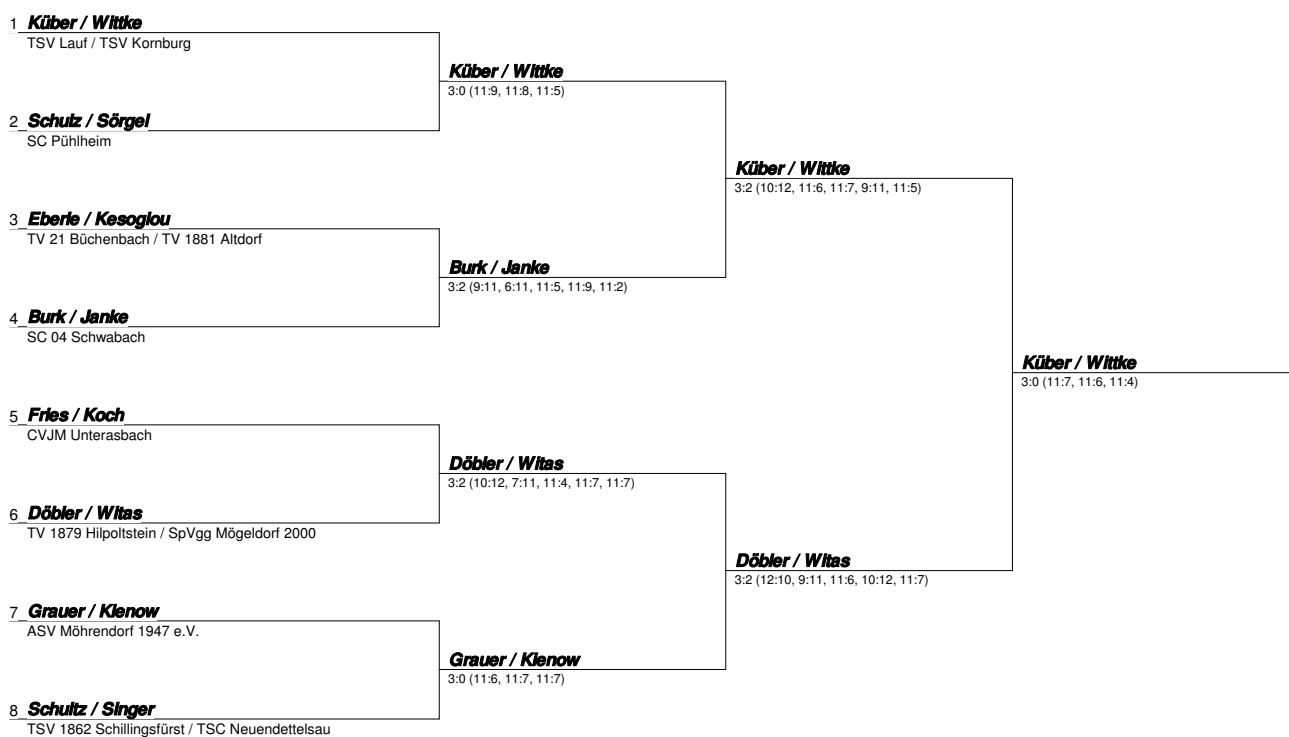 1 Küber / Wittke
TSV Lauf / TSV Kornburg
Küber / Wittke
3:0 (11:9, 11:8, 11:5)
2 Schulz / Sörgel
SC Pühlheim
Küber / Wittke
3:2 (10:12, 11:6, 11:7, 9:11, 11:5)
3 Eberle / Kesoglou
TV 21 Büchenbach / TV 1881 Altdorf
Burk / Janke
3:2 (9:11, 6:11, 11:5, 11:9, 11:2)
4 Burk / Janke
SC 04 Schwabach
Küber / Wittke
3:0 (11:7, 11:6, 11:4)
5 Fries / Koch
CVJM Unterasbach
Döbler / Witas
3:2 (10:12, 7:11, 11:4, 11:7, 11:7)
6 Döbler / Witas
TV 1879 Hilpoltstein / SpVgg Mögeldorf 2000
Döbler / Witas
3:2 (12:10, 9:11, 11:6, 10:12, 11:7)
7 Grauer / Klenow
ASV Möhrendorf 1947 e.V.
Grauer / Klenow
3:0 (11:6, 11:7, 11:7)
8 Schultz / Singer
TSV 1862 Schillingsfürst / TSC Neuendettelsau